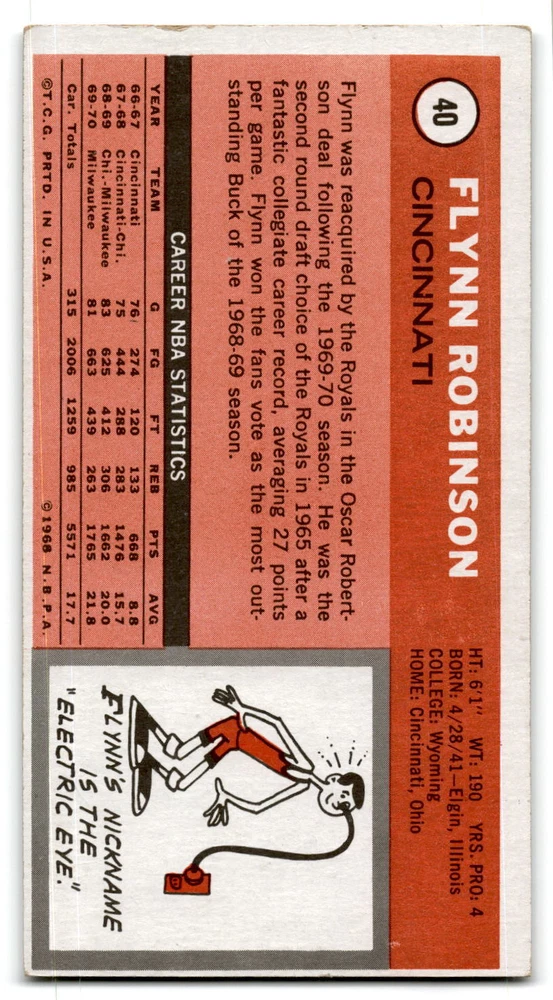 40
FLYNN ROBINSON
CINCINNATI
HT: 6'1" WT: 190 YRS. PRO: 4
BORN: 4/28/41—Elgin, Illinois
COLLEGE: Wyoming
HOME: Cincinnati, Ohio
Flynn was reacquired by the Royals in the Oscar Robert-
son deal following the 1969-70 season. He was the
second round draft choice of the Royals in 1965 after a
fantastic collegiate career record, averaging 27 points
per game. Flynn won the fans vote as the most out-
standing Buck of the 1968-69 season.
CAREER NBA STATISTICS
YEAR TEAM G FG FT REB PTS AVG
66-67 Cincinnati 76 274 120 133 668 8.8
67-68 Cincinnati-Chi. 75 444 288 283 1476 15.7
68-69 Chi.-Milwaukee 83 625 412 306 1662 20.0
69-70 Milwaukee 81 663 439 263 1765 21.8
Car. Totals 315 2006 1259 985 5571 17.7
©T.C.G. PRTD. IN U.S.A. © 1968 N.B.P.A.
FLYNN'S NICKNAME
IS THE
"ELECTRIC EYE."